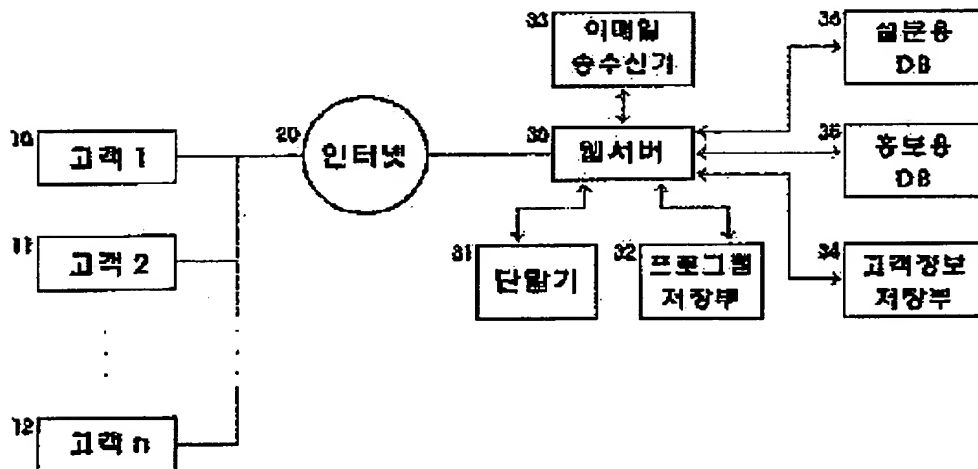 33
이메일
송수신기
36
설문용
DB
10
고객 1
20
인터넷
30
웹서버
35
홍보용
DB
11
고객 2
31
단말기
32
프로그램
저장부
34
고객정보
저장부
12
고객 n